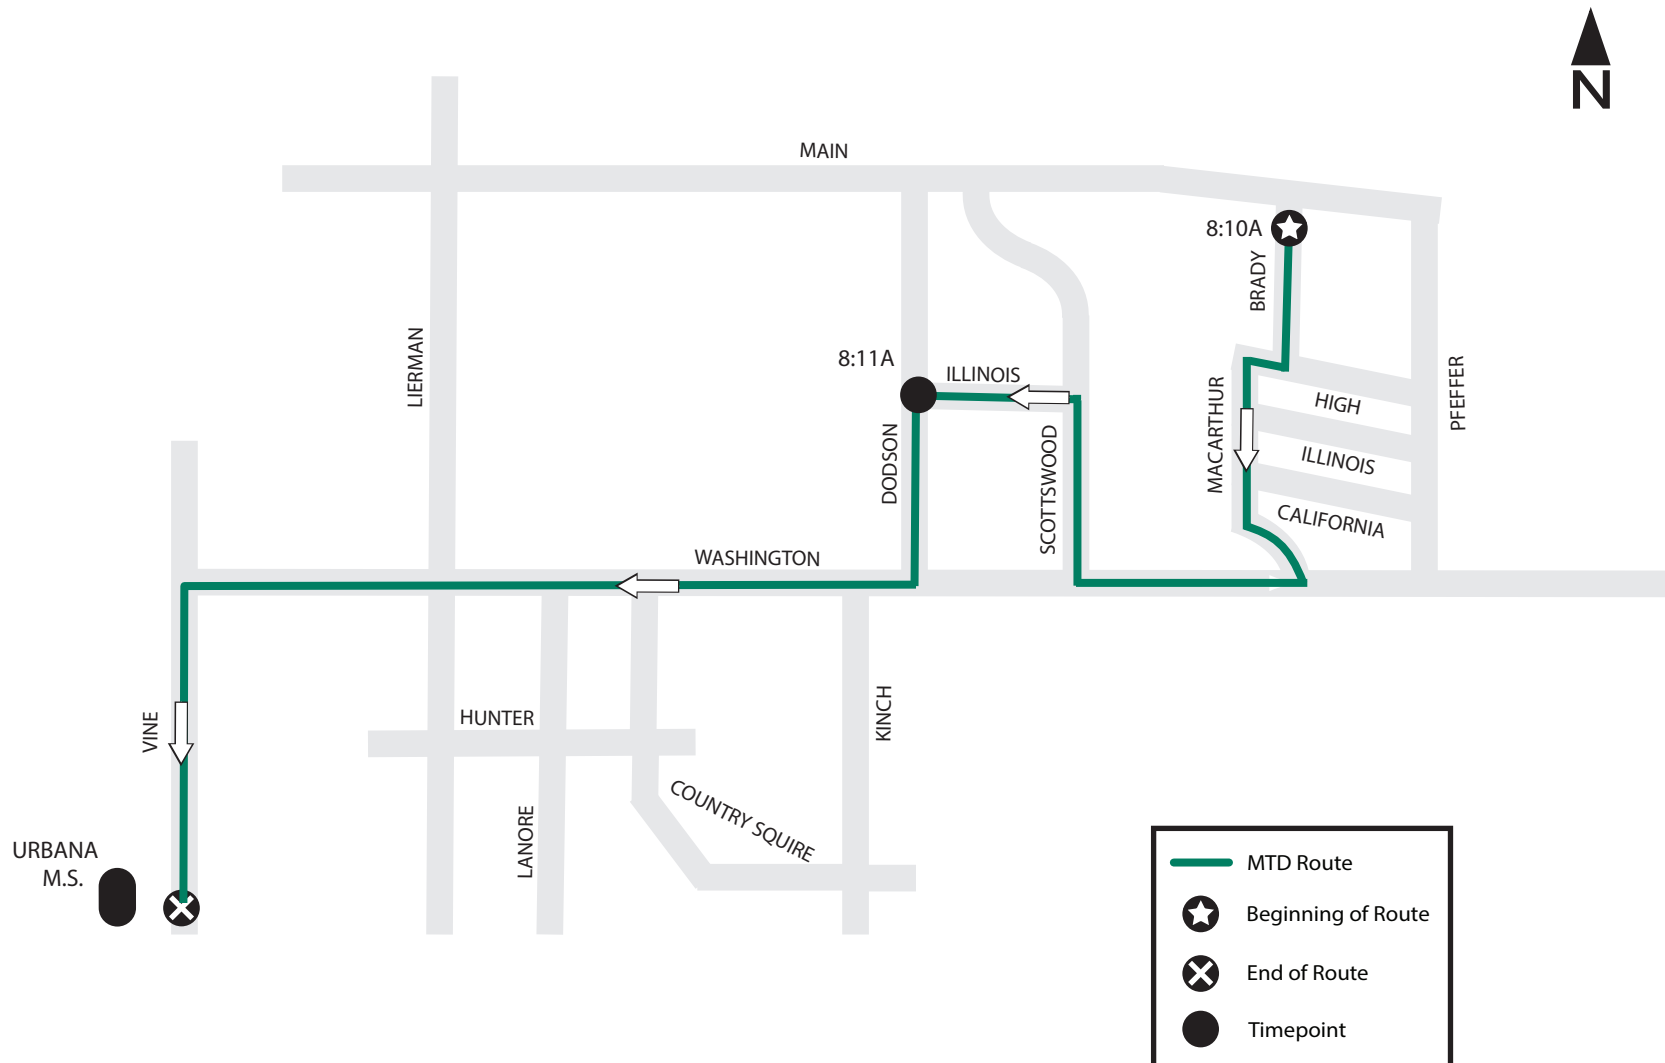 N
MAIN
8:10A
BRADY
LIERMAN
8:11A
ILLINOIS
PFEFFER
MACARTHUR
HIGH
DODSON
SCOTTSWOOD
ILLINOIS
CALIFORNIA
WASHINGTON
VINE
HUNTER
KINCH
LANORE
COUNTRY SQUIRE
URBANA
M.S.
MTD Route
Beginning of Route
End of Route
Timepoint